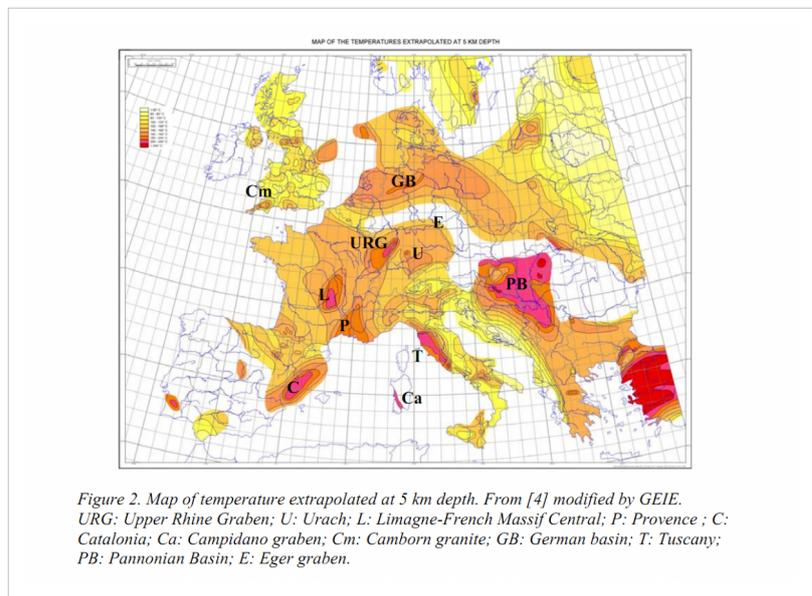 MAP OF THE TEMPERATURES EXTRAPOLATED AT 5 KM DEPTH
Cm
GB
E
URG
U
PB
L
P
T
Ca
C
Figure 2. Map of temperature extrapolated at 5 km depth. From [4] modified by GEIE.
URG: Upper Rhine Graben; U: Urach; L: Limagne-French Massif Central; P: Provence ; C:
Catalonia; Ca: Campidano graben; Cm: Camborn granite; GB: German basin; T: Tuscany;
PB: Pannonian Basin; E: Eger graben.